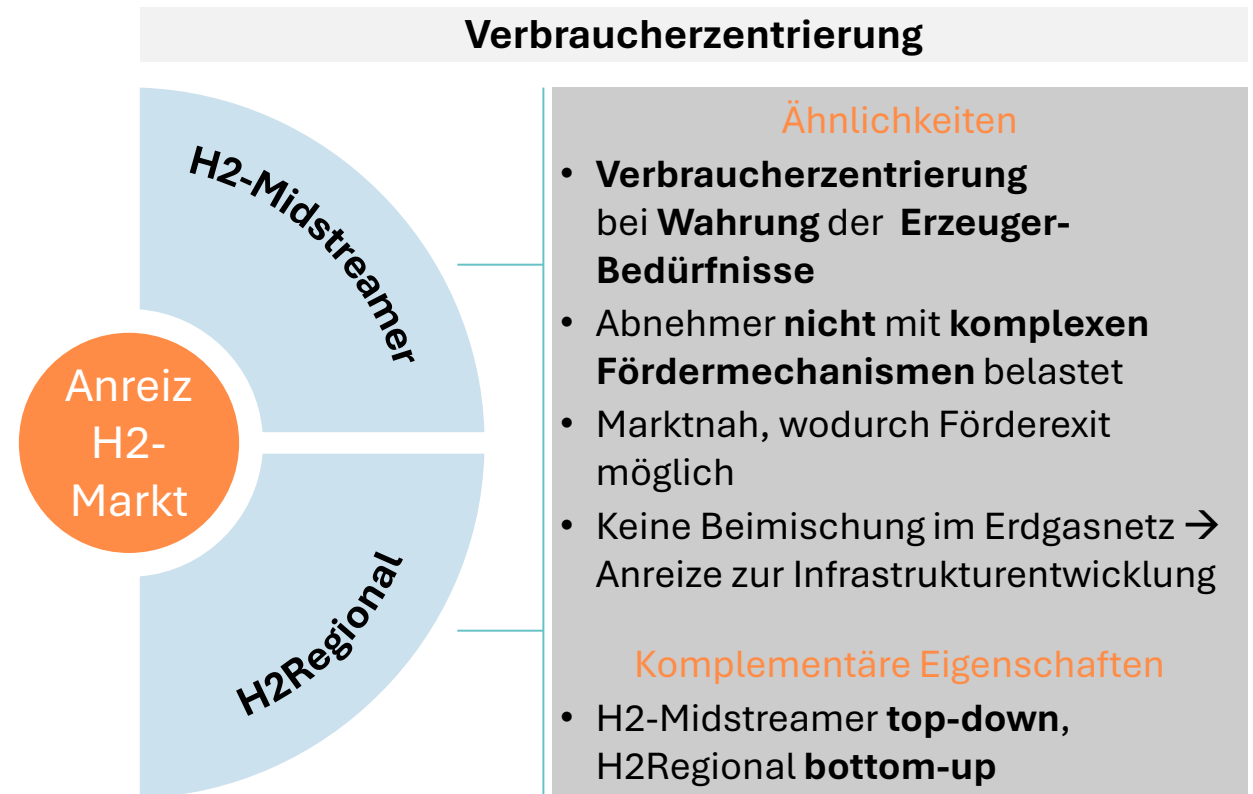 Verbraucherzentrierung
H2-Midstreamer
Anreiz
H2-
Markt
H2Regional
Ähnlichkeiten
• Verbraucherzentrierung
bei Wahrung der Erzeuger-
Bedürfnisse
• Abnehmer nicht mit komplexen
Fördermechanismen belastet
• Marktnah, wodurch Förderexit
möglich
• Keine Beimischung im Erdgasnetz →
Anreize zur Infrastrukturentwicklung
Komplementäre Eigenschaften
• H2-Midstreamer top-down,
H2Regional bottom-up